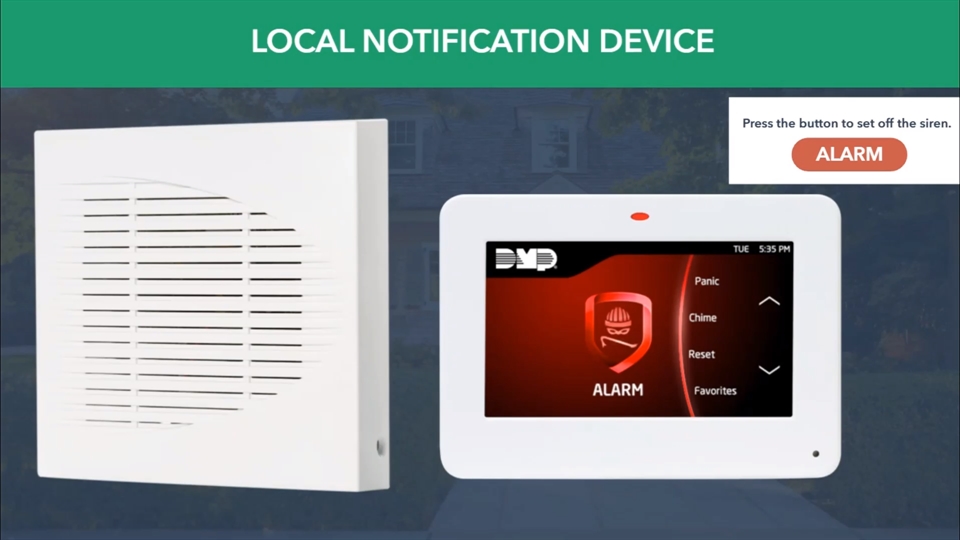 LOCAL NOTIFICATION DEVICE
Press the button to set off the siren.
ALARM
DMP
TUE 5:35 PM
Panic
Chime
Reset
Favorites
ALARM